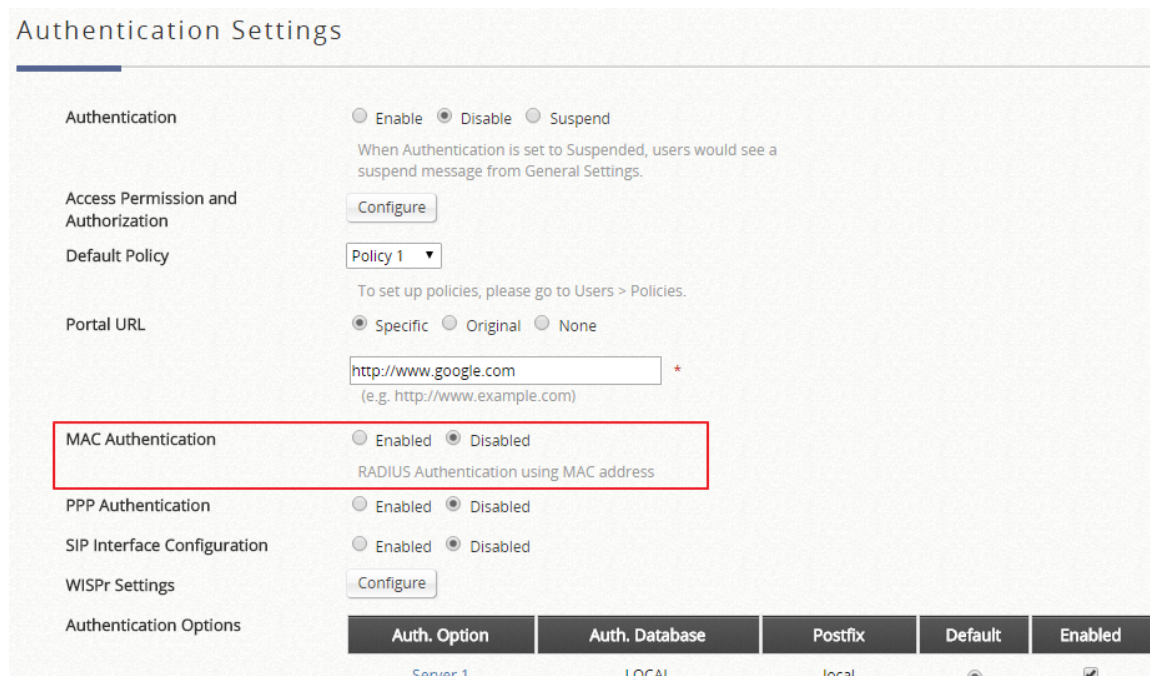 Authentication Settings
Authentication
Enable Disable Suspend
When Authentication is set to Suspended, users would see a
suspend message from General Settings.
Access Permission and
Authorization
Configure
Default Policy
Policy 1
To set up policies, please go to Users > Policies.
Portal URL
Specific Original None
http://www.google.com *
(e.g. http://www.example.com)
MAC Authentication
Enabled Disabled
RADIUS Authentication using MAC address
PPP Authentication
Enabled Disabled
SIP Interface Configuration
Enabled Disabled
WISPr Settings
Configure
Authentication Options
Auth. Option Auth. Database Postfix Default Enabled
Server 1 LOCAL local